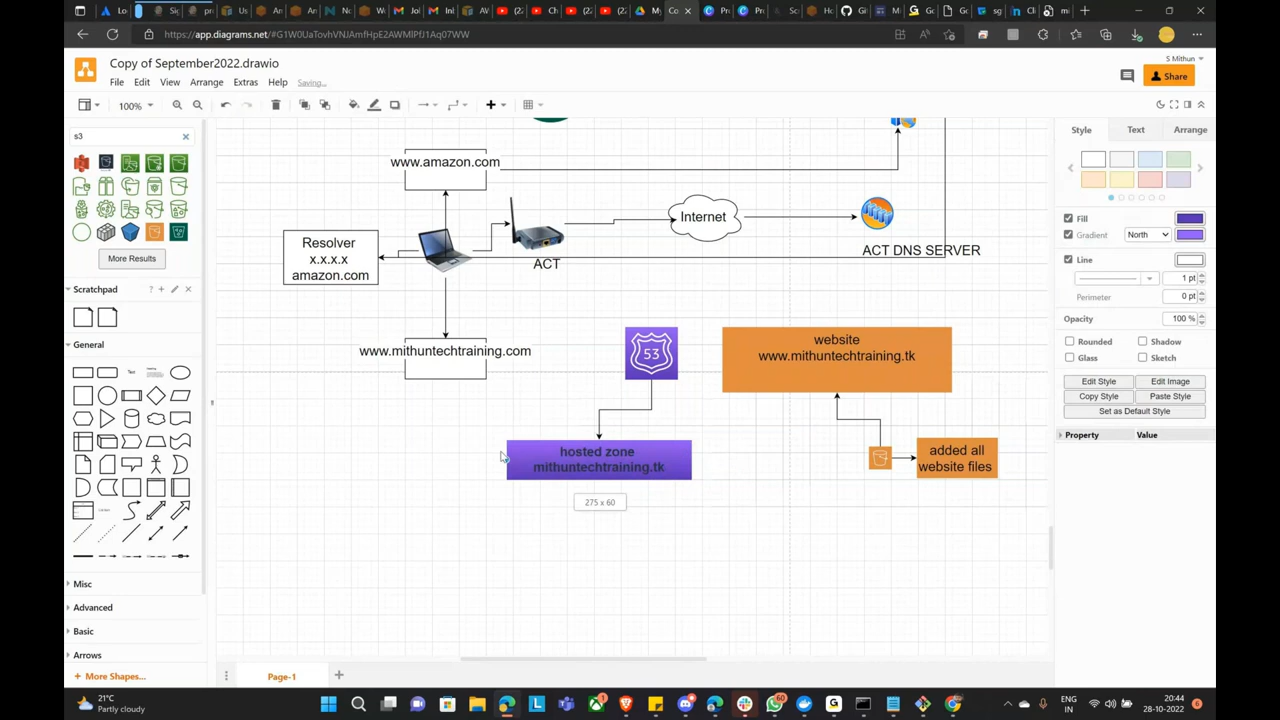 https://app.diagrams.net/#G1W0UaTovhVNJAmfHpE2AWMlPfJ1Aq07WW
S Mithun
Copy of September2022.drawio
File Edit View Arrange Extras Help Saving...
Share
100%
s3
More Results
Scratchpad
General
Misc
Advanced
Basic
Arrows
+ More Shapes...
www.amazon.com
Internet
Resolver
x.x.x.x
amazon.com
ACT
ACT DNS SERVER
www.mithuntechtraining.com
53
website
www.mithuntechtraining.tk
hosted zone
mithuntechtraining.tk
added all
website files
275 x 60
Style Text Arrange
Fill
Gradient North
Line
1 pt
Perimeter 0 pt
Opacity 100 %
Rounded Shadow
Glass Sketch
Edit Style Edit Image
Copy Style Paste Style
Set as Default Style
Property Value
Page-1
21°C
Partly cloudy
ENG
IN
20:44
28-10-2022